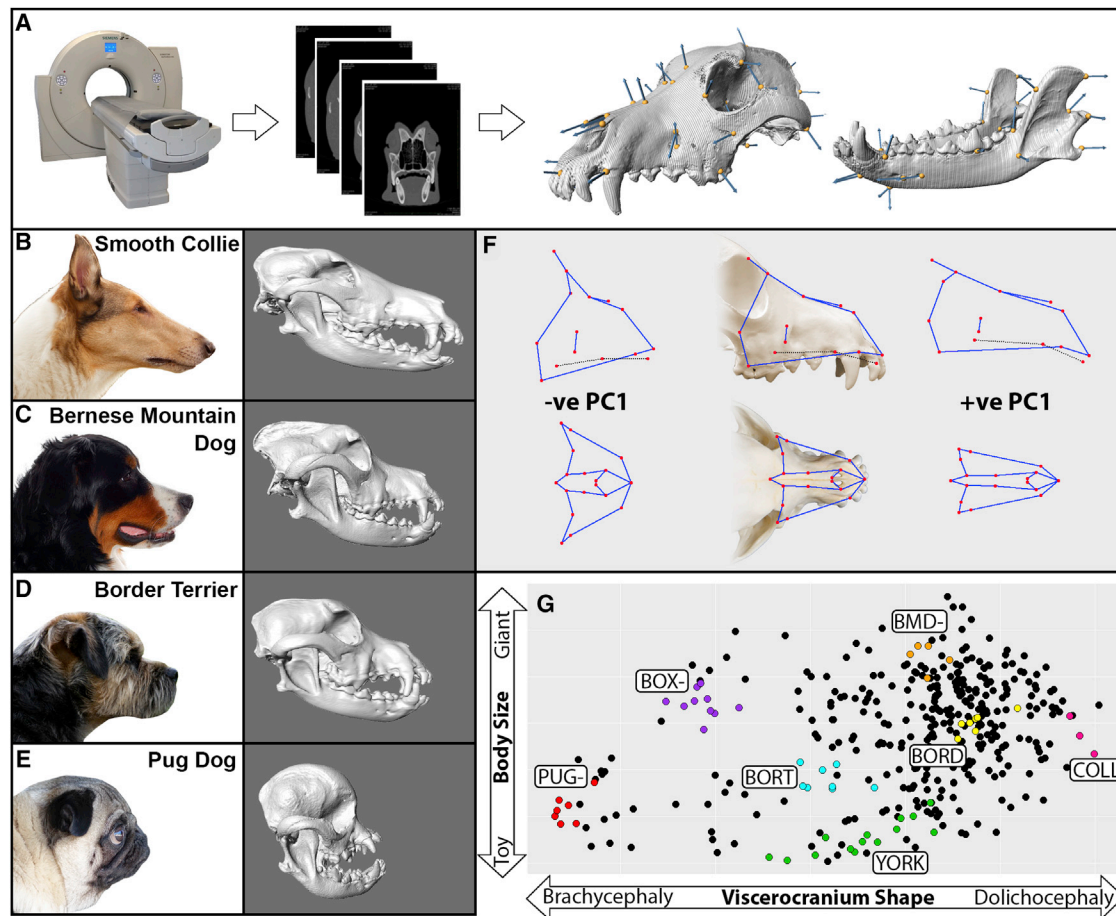 A
B
Smooth Collie
C
Bernese Mountain
Dog
D
Border Terrier
E
Pug Dog
F
-ve PC1
+ve PC1
G
Giant
Body Size
Toy
BMD-
BOX-
PUG-
BORT
BORD
COLL
YORK
Brachycephaly
Viscerocranium Shape
Dolichocephaly